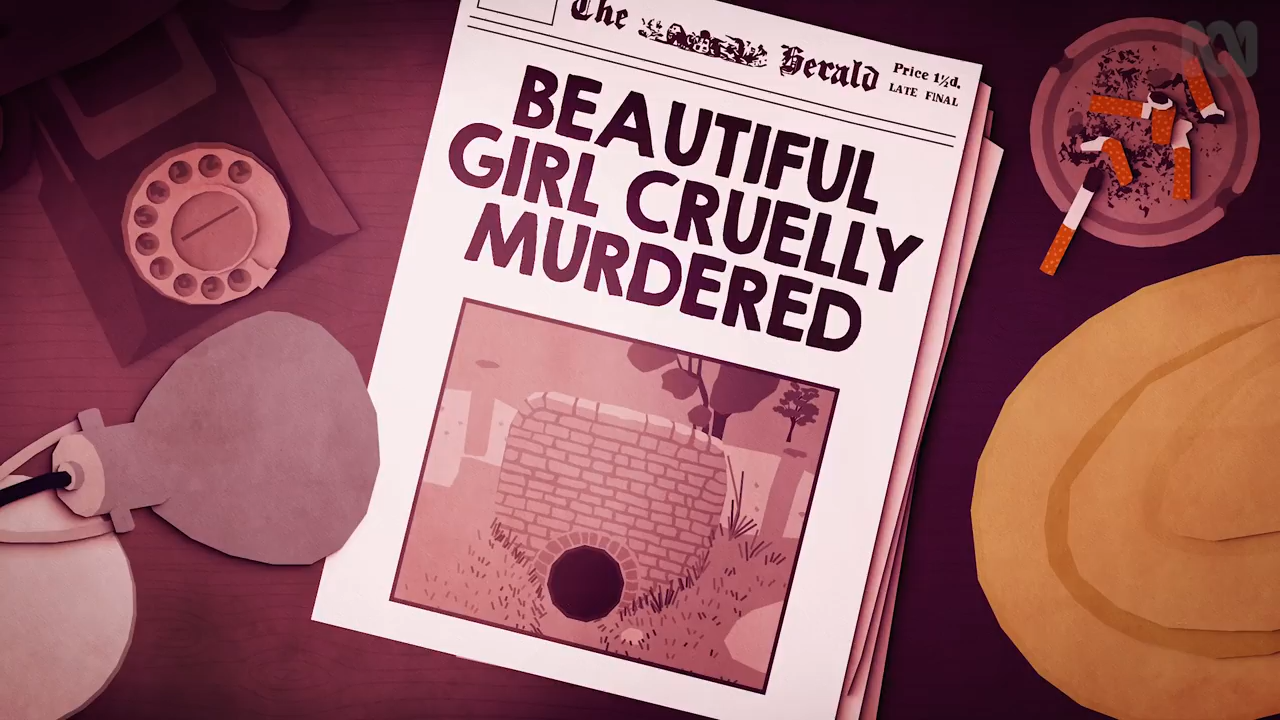 The Herald
Price 1½d.
LATE FINAL
BEAUTIFUL
GIRL CRUELLY
MURDERED